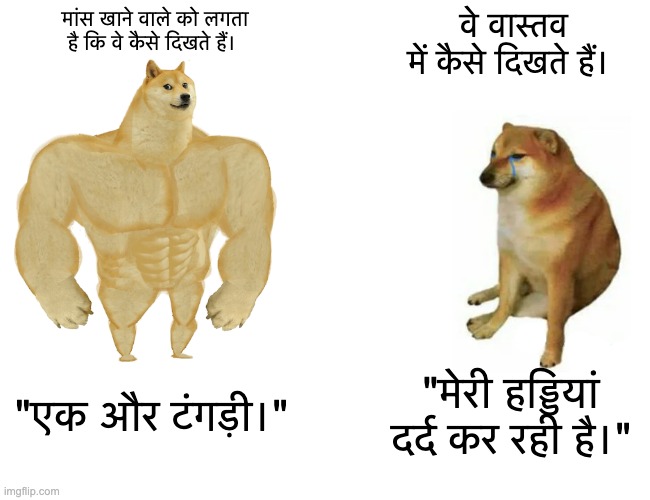 मांस खाने वाले को लगता
है कि वे कैसे दिखते हैं।
वे वास्तव
में कैसे दिखते हैं।
"एक और टंगड़ी।"
"मेरी हड्डियां
दर्द कर रही है।"
imgflip.com